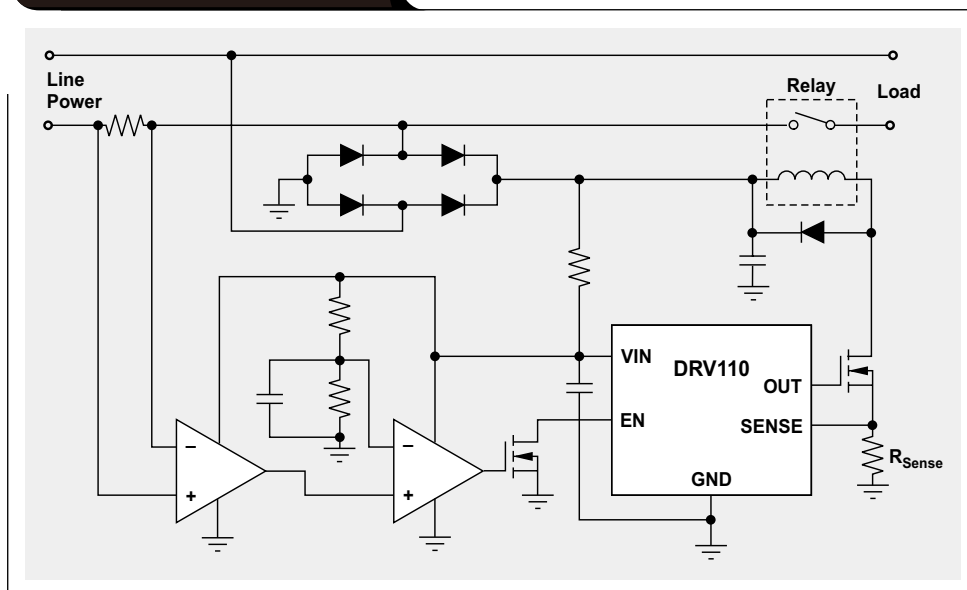 Line
Power
Relay
Load
VIN
DRV110
OUT
EN
SENSE
GND
RSense
−
+
−
+